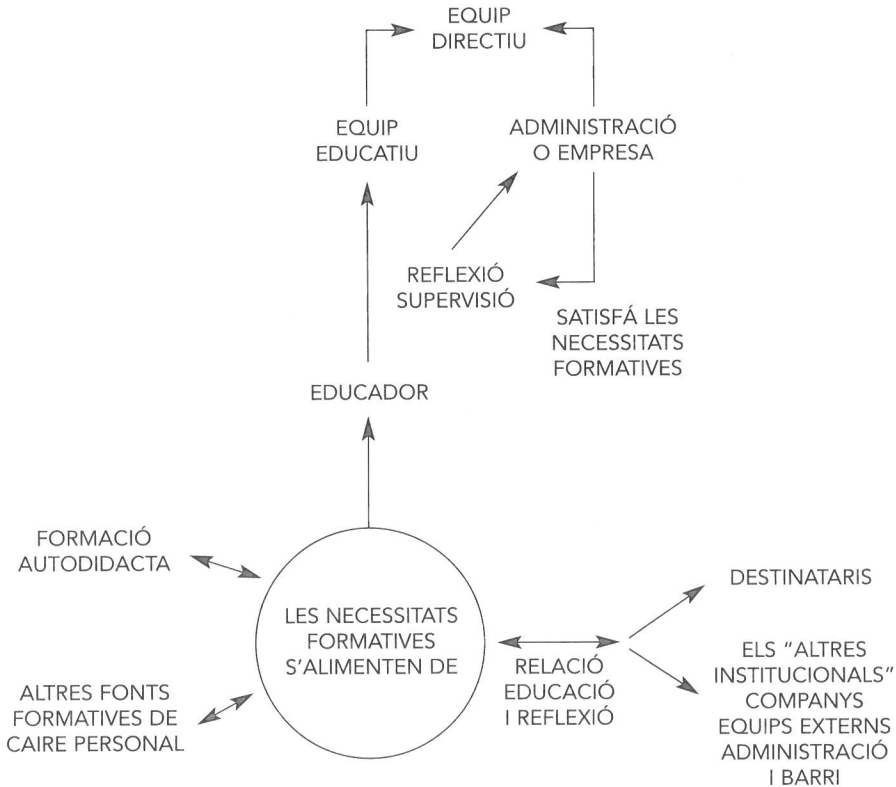 EQUIP
DIRECTIU
EQUIP
EDUCATIU
ADMINISTRACIÓ
O EMPRESA
REFLEXIÓ
SUPERVISIÓ
SATISFÁ LES
NECESSITATS
FORMATIVES
EDUCADOR
FORMACIÓ
AUTODIDACTA
LES NECESSITATS
FORMATIVES
S'ALIMENTEN DE
ALTRES FONTS
FORMATIVES DE
CAIRE PERSONAL
RELACIÓ
EDUCACIÓ
I REFLEXIÓ
DESTINATARIS
ELS "ALTRES
INSTITUCIONALS"
COMPANYS
EQUIPS EXTERNS
ADMINISTRACIÓ
I BARRI